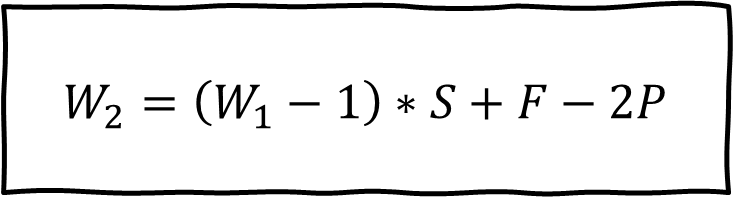 W₂ = (W₁ − 1) ∗ S + F − 2P